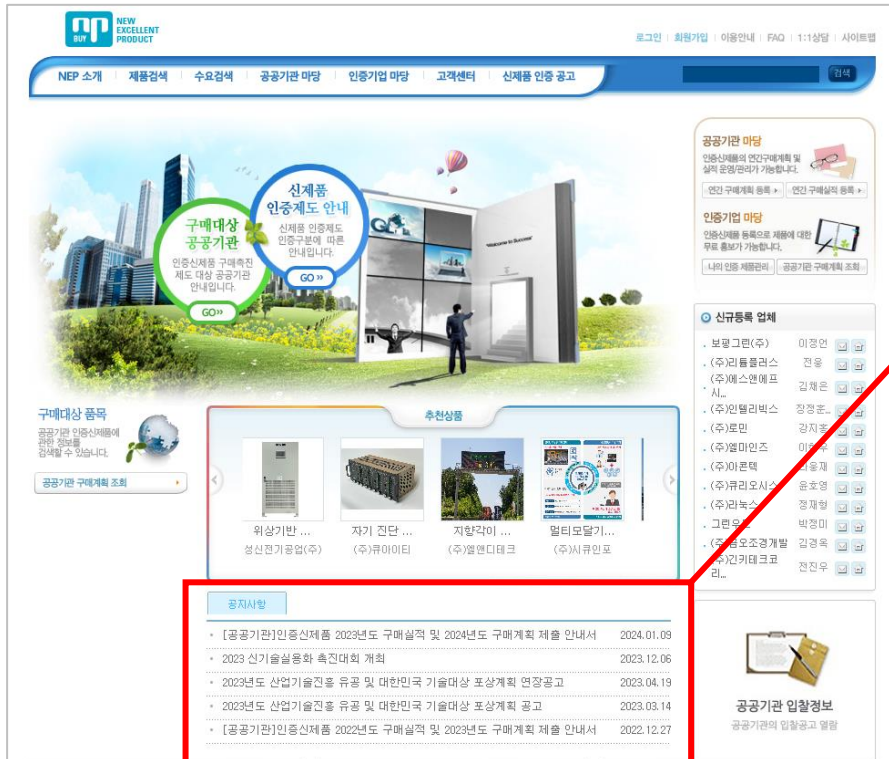 np
BUY
NEW
EXCELLENT
PRODUCT
로그인 | 회원가입 | 이용안내 | FAQ | 1:1상담 | 사이트맵
NEP 소개 제품검색 수요검색 공공기관 마당 인증기업 마당 고객센터 신제품 인증 공고
검색
신제품
인증제도 안내
신제품 인증제도
인증구분에 따른
안내입니다.
GO »
구매대상
공공기관
인증신제품 구매촉진
제도 대상 공공기관
안내입니다.
GO»
"Welcome to Success"
공공기관 마당
인증신제품의 연간구매계획 및
실적 운영/관리가 가능합니다.
연간 구매계획 등록 연간 구매실적 등록
인증기업 마당
인증신제품 등록으로 제품에 대한
무료 홍보가 가능합니다.
나의 인증 제품관리 공공기관 구매계획 조회
신규등록 업체
보평그린(주) 이정언
(주)리틀플러스 전웅
(주)에스앤에프
시... 김채은
(주)인텔리빅스 장정훈...
(주)로민 강지홍
(주)엘마인즈
(주)아론텍
(주)큐리오시스 윤호영
(주)라눅스 정재형
그린우 박정미
오조경개발 김경옥
긴키테크코
리... 전진우
구매대상 품목
공공기관 인증신제품에
관한 정보를
검색할 수 있습니다.
공공기관 구매계획 조회
추천상품
위상기반 ... 자기 진단 ... 지향각이 ... 멀티모달기...
성신전기공업(주) (주)큐아이티 (주)엘앤디테크 (주)시큐인포
공지사항
[공공기관]인증신제품 2023년도 구매실적 및 2024년도 구매계획 제출 안내서 2024.01.09
2023 신기술실용화 촉진대회 개최 2023.12.06
2023년도 산업기술진흥 유공 및 대한민국 기술대상 포상계획 연장공고 2023.04.19
2023년도 산업기술진흥 유공 및 대한민국 기술대상 포상계획 공고 2023.03.14
[공공기관]인증신제품 2022년도 구매실적 및 2023년도 구매계획 제출 안내서 2022.12.27
공공기관 입찰정보
공공기관의 입찰공고 열람